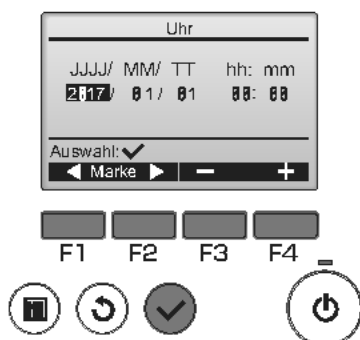 Uhr
JJJJ/ MM/ TT hh: mm
2017/ 01/ 01 00: 00
Auswahl:
Marke
F1 F2 F3 F4